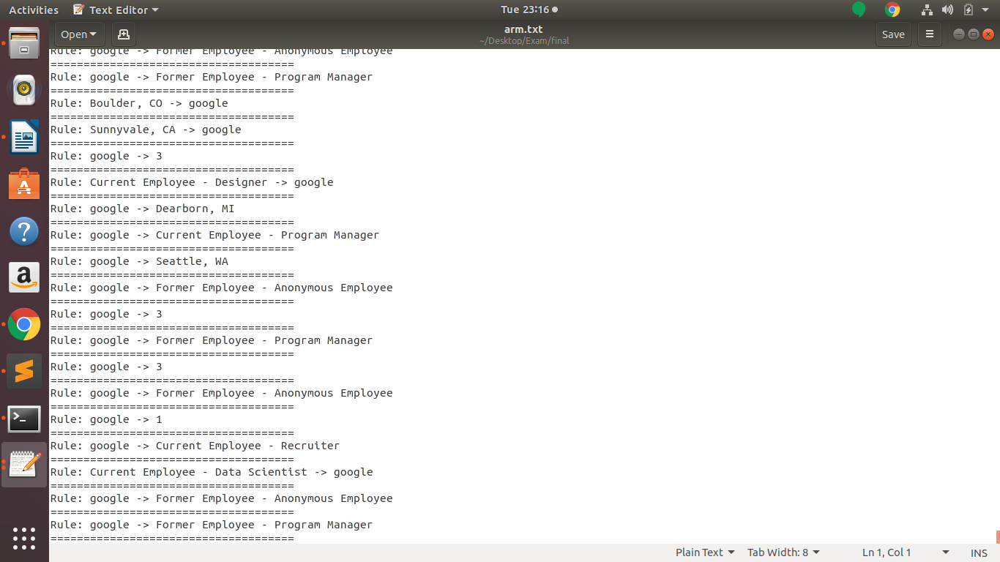 Activities Text Editor Tue 23:16
Open arm.txt Save
~/Desktop/Exam/final
Rule: google -> Former Employee - Anonymous Employee
=====================================
Rule: google -> Former Employee - Program Manager
=====================================
Rule: Boulder, CO -> google
=====================================
Rule: Sunnyvale, CA -> google
=====================================
Rule: google -> 3
=====================================
Rule: Current Employee - Designer -> google
=====================================
Rule: google -> Dearborn, MI
=====================================
Rule: google -> Current Employee - Program Manager
=====================================
Rule: google -> Seattle, WA
=====================================
Rule: google -> Former Employee - Anonymous Employee
=====================================
Rule: google -> 3
=====================================
Rule: google -> Former Employee - Program Manager
=====================================
Rule: google -> 3
=====================================
Rule: google -> Former Employee - Anonymous Employee
=====================================
Rule: google -> 1
=====================================
Rule: google -> Current Employee - Recruiter
=====================================
Rule: Current Employee - Data Scientist -> google
=====================================
Rule: google -> Former Employee - Anonymous Employee
=====================================
Rule: google -> Former Employee - Program Manager
=====================================
Plain Text Tab Width: 8 Ln 1, Col 1 INS